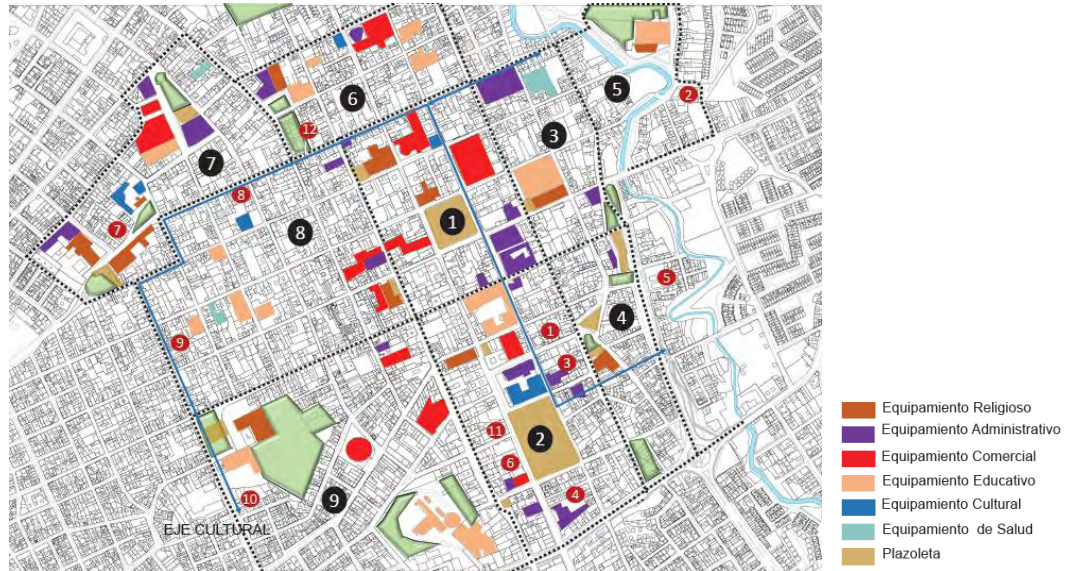 2
5
6
3
12
7
8
1
8
7
5
4
1
9
3
11
2
6
4
10
9
EJE CULTURAL
Equipamiento Religioso
Equipamiento Administrativo
Equipamiento Comercial
Equipamiento Educativo
Equipamiento Cultural
Equipamiento de Salud
Plazoleta